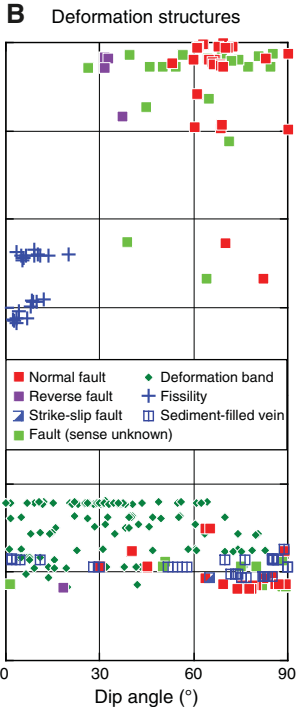 B Deformation structures
Normal fault
Deformation band
Reverse fault
Fissility
Strike-slip fault
Sediment-filled vein
Fault (sense unknown)
0 30 60 90
Dip angle (°)